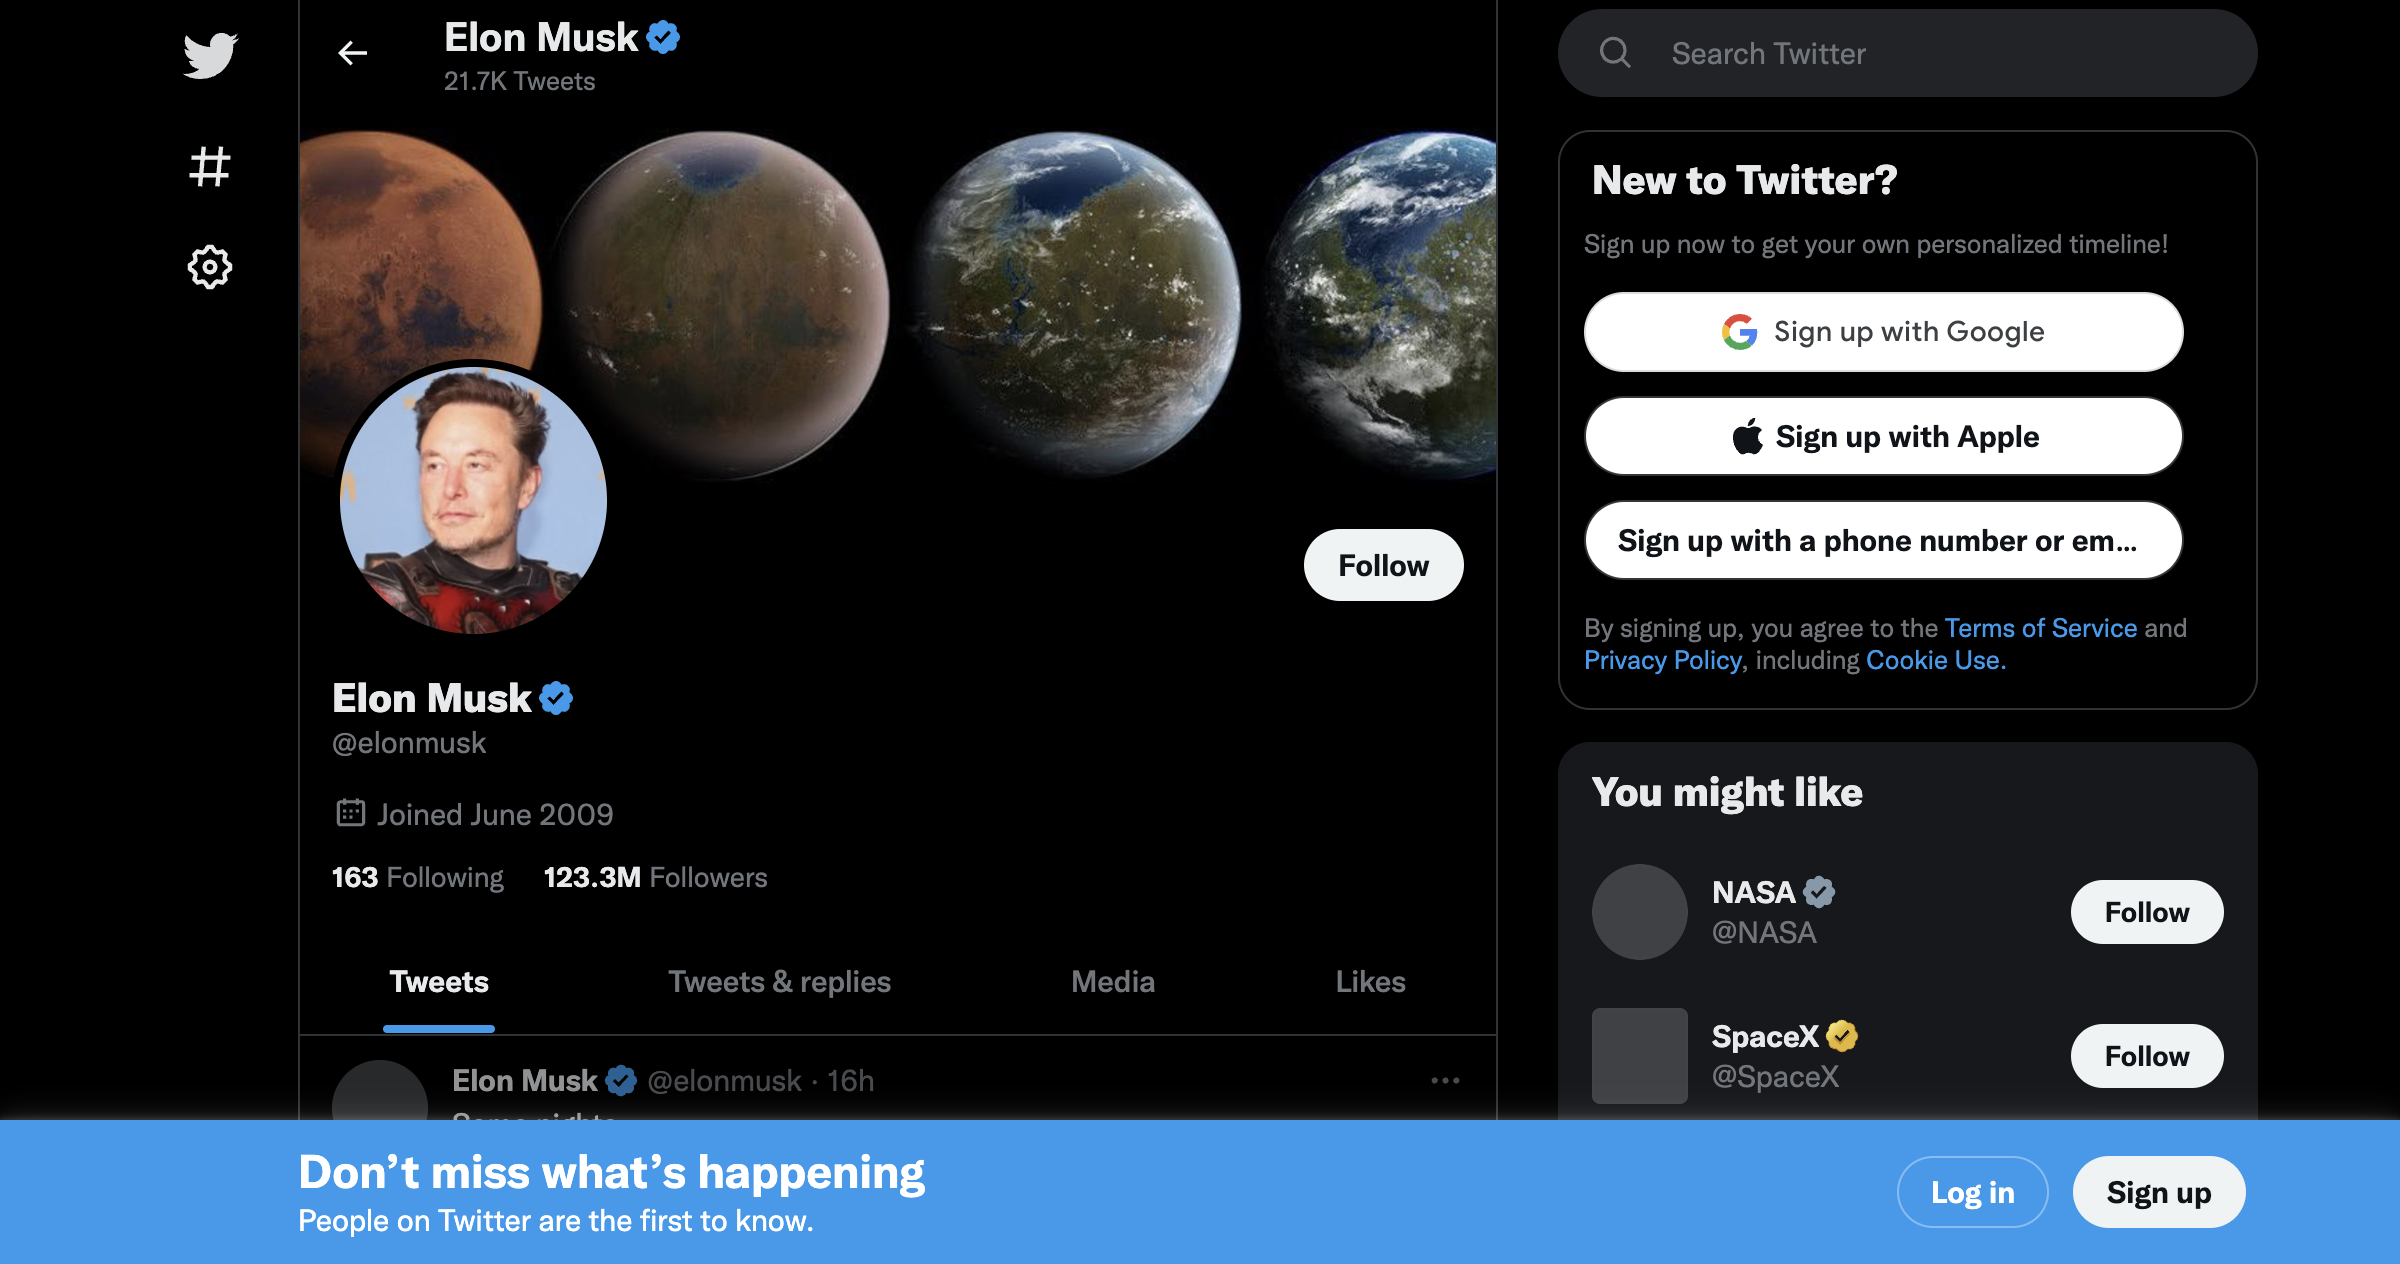 Elon Musk
21.7K Tweets
Follow
Elon Musk
@elonmusk
Joined June 2009
163 Following 123.3M Followers
Tweets Tweets & replies Media Likes
Elon Musk @elonmusk · 16h
Some nights
Search Twitter
New to Twitter?
Sign up now to get your own personalized timeline!
Sign up with Google
Sign up with Apple
Sign up with a phone number or em...
By signing up, you agree to the Terms of Service and
Privacy Policy, including Cookie Use.
You might like
NASA
@NASA
Follow
SpaceX
@SpaceX
Follow
Don’t miss what’s happening
People on Twitter are the first to know.
Log in
Sign up